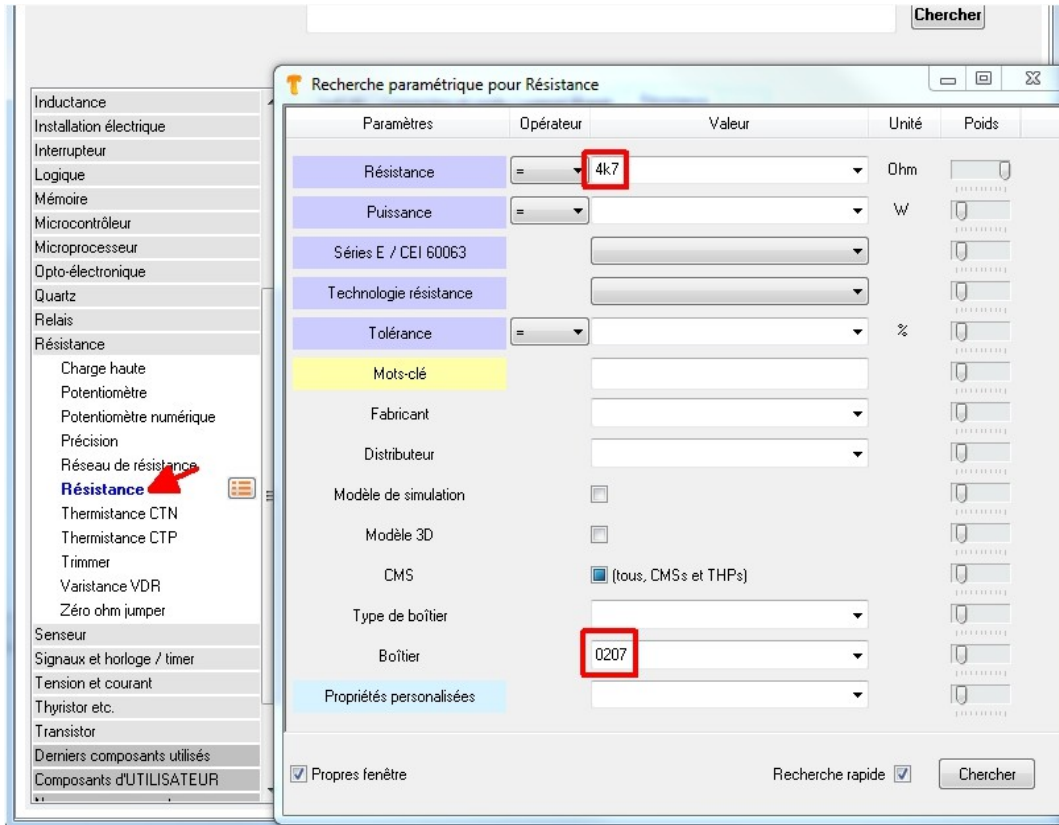 Chercher
Inductance
Installation électrique
Interrupteur
Logique
Mémoire
Microcontrôleur
Microprocesseur
Opto-électronique
Quartz
Relais
Résistance
Charge haute
Potentiomètre
Potentiomètre numérique
Précision
Réseau de résistance
Résistance
Thermistance CTN
Thermistance CTP
Trimmer
Varistance VDR
Zéro ohm jumper
Senseur
Signaux et horloge / timer
Tension et courant
Thyristor etc.
Transistor
Derniers composants utilisés
Composants d'UTILISATEUR
Recherche paramétrique pour Résistance
Paramètres Opérateur Valeur Unité Poids
Résistance = 4k7 Ohm
Puissance = W
Séries E / CEI 60063
Technologie résistance
Tolérance = %
Mots-clé
Fabricant
Distributeur
Modèle de simulation
Modèle 3D
CMS (tous, CMSs et THPs)
Type de boîtier
Boîtier 0207
Propriétés personalisées
Propres fenêtre Recherche rapide Chercher